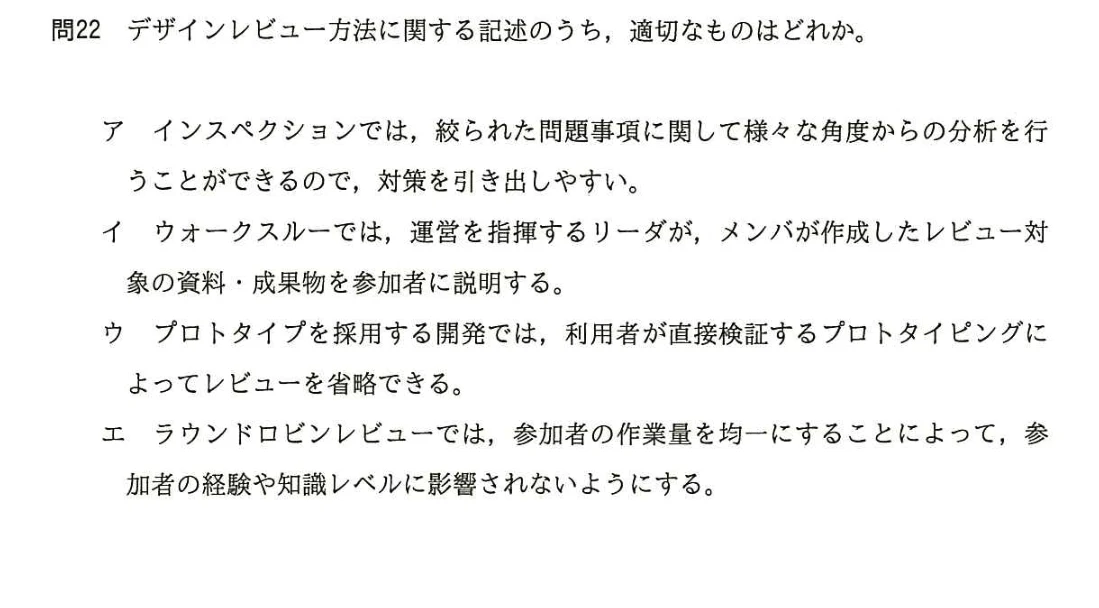 問22　デザインレビュー方法に関する記述のうち，適切なものはどれか。
ア　インスペクションでは，絞られた問題事項に関して様々な角度からの分析を行
うことができるので，対策を引き出しやすい。
イ　ウォークスルーでは，運営を指揮するリーダが，メンバが作成したレビュー対
象の資料・成果物を参加者に説明する。
ウ　プロトタイプを採用する開発では，利用者が直接検証するプロトタイピングに
よってレビューを省略できる。
エ　ラウンドロビンレビューでは，参加者の作業量を均一にすることによって，参
加者の経験や知識レベルに影響されないようにする。